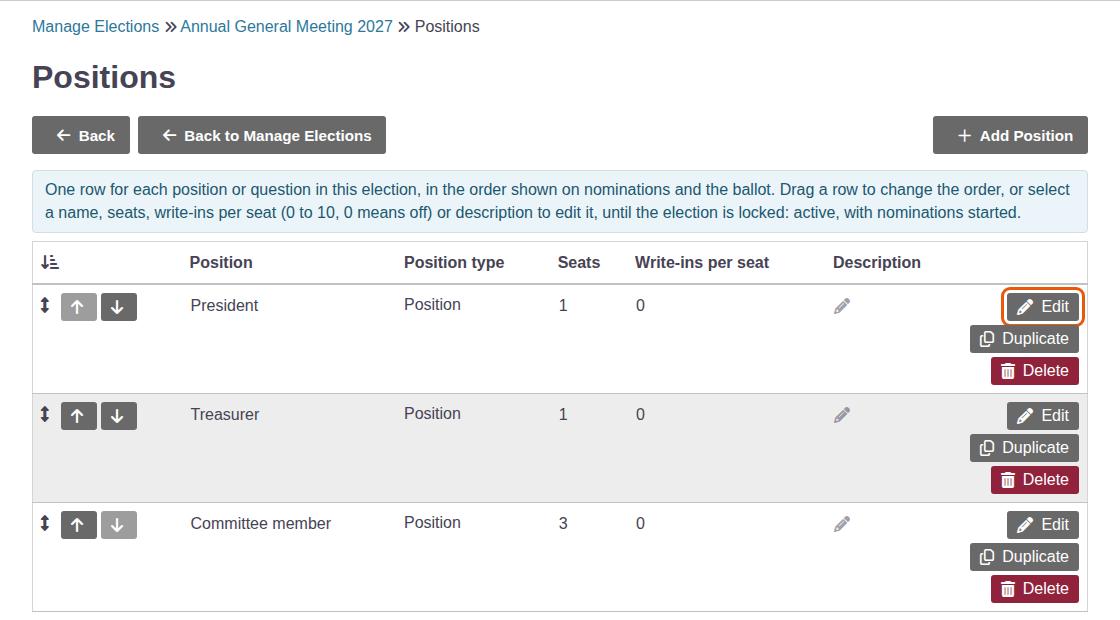 Manage Elections » Annual General Meeting 2027 » Positions
Positions
Back
Back to Manage Elections
Add Position
One row for each position or question in this election, in the order shown on nominations and the ballot. Drag a row to change the order, or select
a name, seats, write-ins per seat (0 to 10, 0 means off) or description to edit it, until the election is locked: active, with nominations started.
Position Position type Seats Write-ins per seat Description
President Position 1 0 Edit
Duplicate
Delete
Treasurer Position 1 0 Edit
Duplicate
Delete
Committee member Position 3 0 Edit
Duplicate
Delete